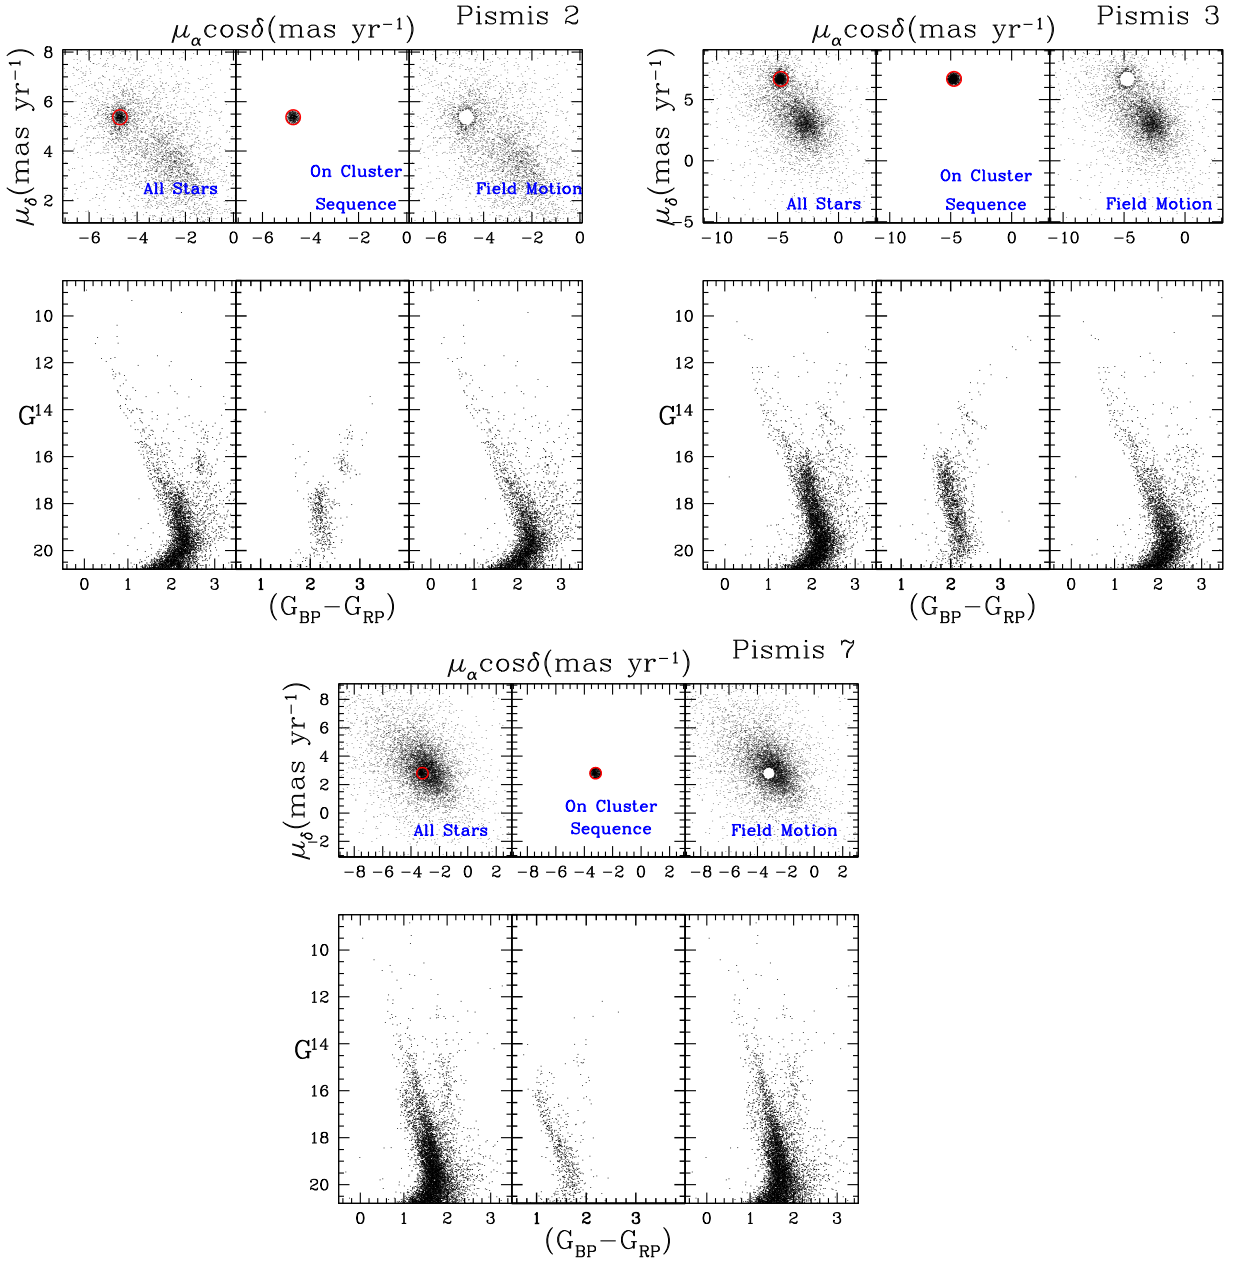 Pismis 2
μαcosδ(mas yr−1)
μδ(mas yr−1)
8
6
4
2
All Stars
On Cluster
Sequence
Field Motion
−6 −4 −2 0 −6 −4 −2 0 −6 −4 −2 0
G
10
12
14
16
18
20
0 1 2 3 1 2 3 0 1 2 3
(GBP−GRP)
Pismis 3
μαcosδ(mas yr−1)
μδ(mas yr−1)
5
0
−5
All Stars
On Cluster
Sequence
Field Motion
−10 −5 0 −10 −5 0 −10 −5 0
G
10
12
14
16
18
20
0 1 2 3 1 2 3 0 1 2 3
(GBP−GRP)
Pismis 7
μαcosδ(mas yr−1)
μδ(mas yr−1)
8
6
4
2
0
−2
All Stars
On Cluster
Sequence
Field Motion
−8 −6 −4 −2 0 2 −8 −6 −4 −2 0 2 −8 −6 −4 −2 0 2
G
10
12
14
16
18
20
0 1 2 3 1 2 3 0 1 2 3
(GBP−GRP)